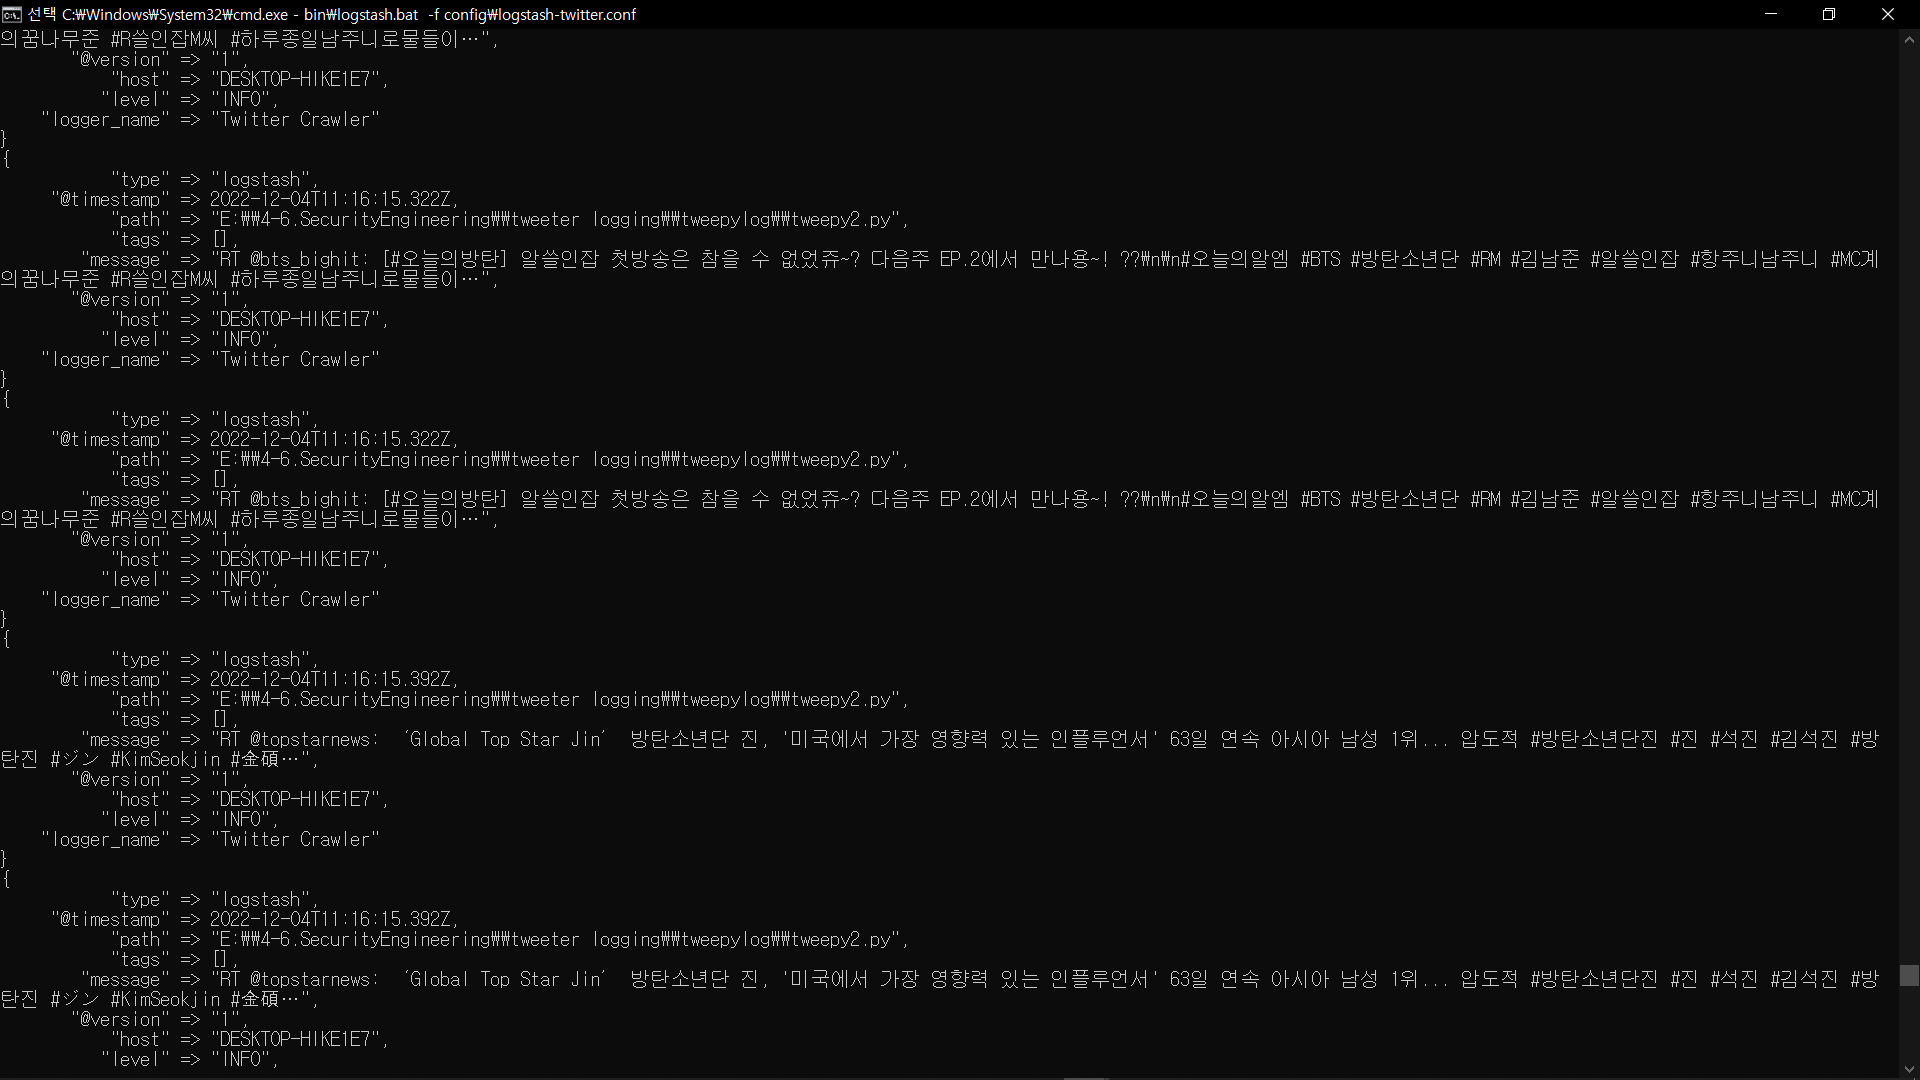 선택 C:₩Windows₩System32₩cmd.exe - bin₩logstash.bat  -f config₩logstash-twitter.conf
의꿈나무준 #R쓸인잡M씨 #하루종일남주니로물들이…",
"@version" => "1",
"host" => "DESKTOP-HIKE1E7",
"level" => "INFO",
"logger_name" => "Twitter Crawler"
}
{
"type" => "logstash",
"@timestamp" => 2022-12-04T11:16:15.322Z,
"path" => "E:₩₩4-6.SecurityEngineering₩₩tweeter logging₩₩tweepylog₩₩tweepy2.py",
"tags" => [],
"message" => "RT @bts_bighit: [#오늘의방탄] 알쓸인잡 첫방송은 참을 수 없었쥬~? 다음주 EP.2에서 만나용~! ??₩n₩n#오늘의알엠 #BTS #방탄소년단 #RM #김남준 #알쓸인잡 #항주니남주니 #MC계
의꿈나무준 #R쓸인잡M씨 #하루종일남주니로물들이…",
"@version" => "1",
"host" => "DESKTOP-HIKE1E7",
"level" => "INFO",
"logger_name" => "Twitter Crawler"
}
{
"type" => "logstash",
"@timestamp" => 2022-12-04T11:16:15.322Z,
"path" => "E:₩₩4-6.SecurityEngineering₩₩tweeter logging₩₩tweepylog₩₩tweepy2.py",
"tags" => [],
"message" => "RT @bts_bighit: [#오늘의방탄] 알쓸인잡 첫방송은 참을 수 없었쥬~? 다음주 EP.2에서 만나용~! ??₩n₩n#오늘의알엠 #BTS #방탄소년단 #RM #김남준 #알쓸인잡 #항주니남주니 #MC계
의꿈나무준 #R쓸인잡M씨 #하루종일남주니로물들이…",
"@version" => "1",
"host" => "DESKTOP-HIKE1E7",
"level" => "INFO",
"logger_name" => "Twitter Crawler"
}
{
"type" => "logstash",
"@timestamp" => 2022-12-04T11:16:15.392Z,
"path" => "E:₩₩4-6.SecurityEngineering₩₩tweeter logging₩₩tweepylog₩₩tweepy2.py",
"tags" => [],
"message" => "RT @topstarnews: ‘Global Top Star Jin’ 방탄소년단 진, '미국에서 가장 영향력 있는 인플루언서' 63일 연속 아시아 남성 1위... 압도적 #방탄소년단진 #진 #석진 #김석진 #방
탄진 #ジン #KimSeokjin #金碩…",
"@version" => "1",
"host" => "DESKTOP-HIKE1E7",
"level" => "INFO",
"logger_name" => "Twitter Crawler"
}
{
"type" => "logstash",
"@timestamp" => 2022-12-04T11:16:15.392Z,
"path" => "E:₩₩4-6.SecurityEngineering₩₩tweeter logging₩₩tweepylog₩₩tweepy2.py",
"tags" => [],
"message" => "RT @topstarnews: ‘Global Top Star Jin’ 방탄소년단 진, '미국에서 가장 영향력 있는 인플루언서' 63일 연속 아시아 남성 1위... 압도적 #방탄소년단진 #진 #석진 #김석진 #방
탄진 #ジン #KimSeokjin #金碩…",
"@version" => "1",
"host" => "DESKTOP-HIKE1E7",
"level" => "INFO",